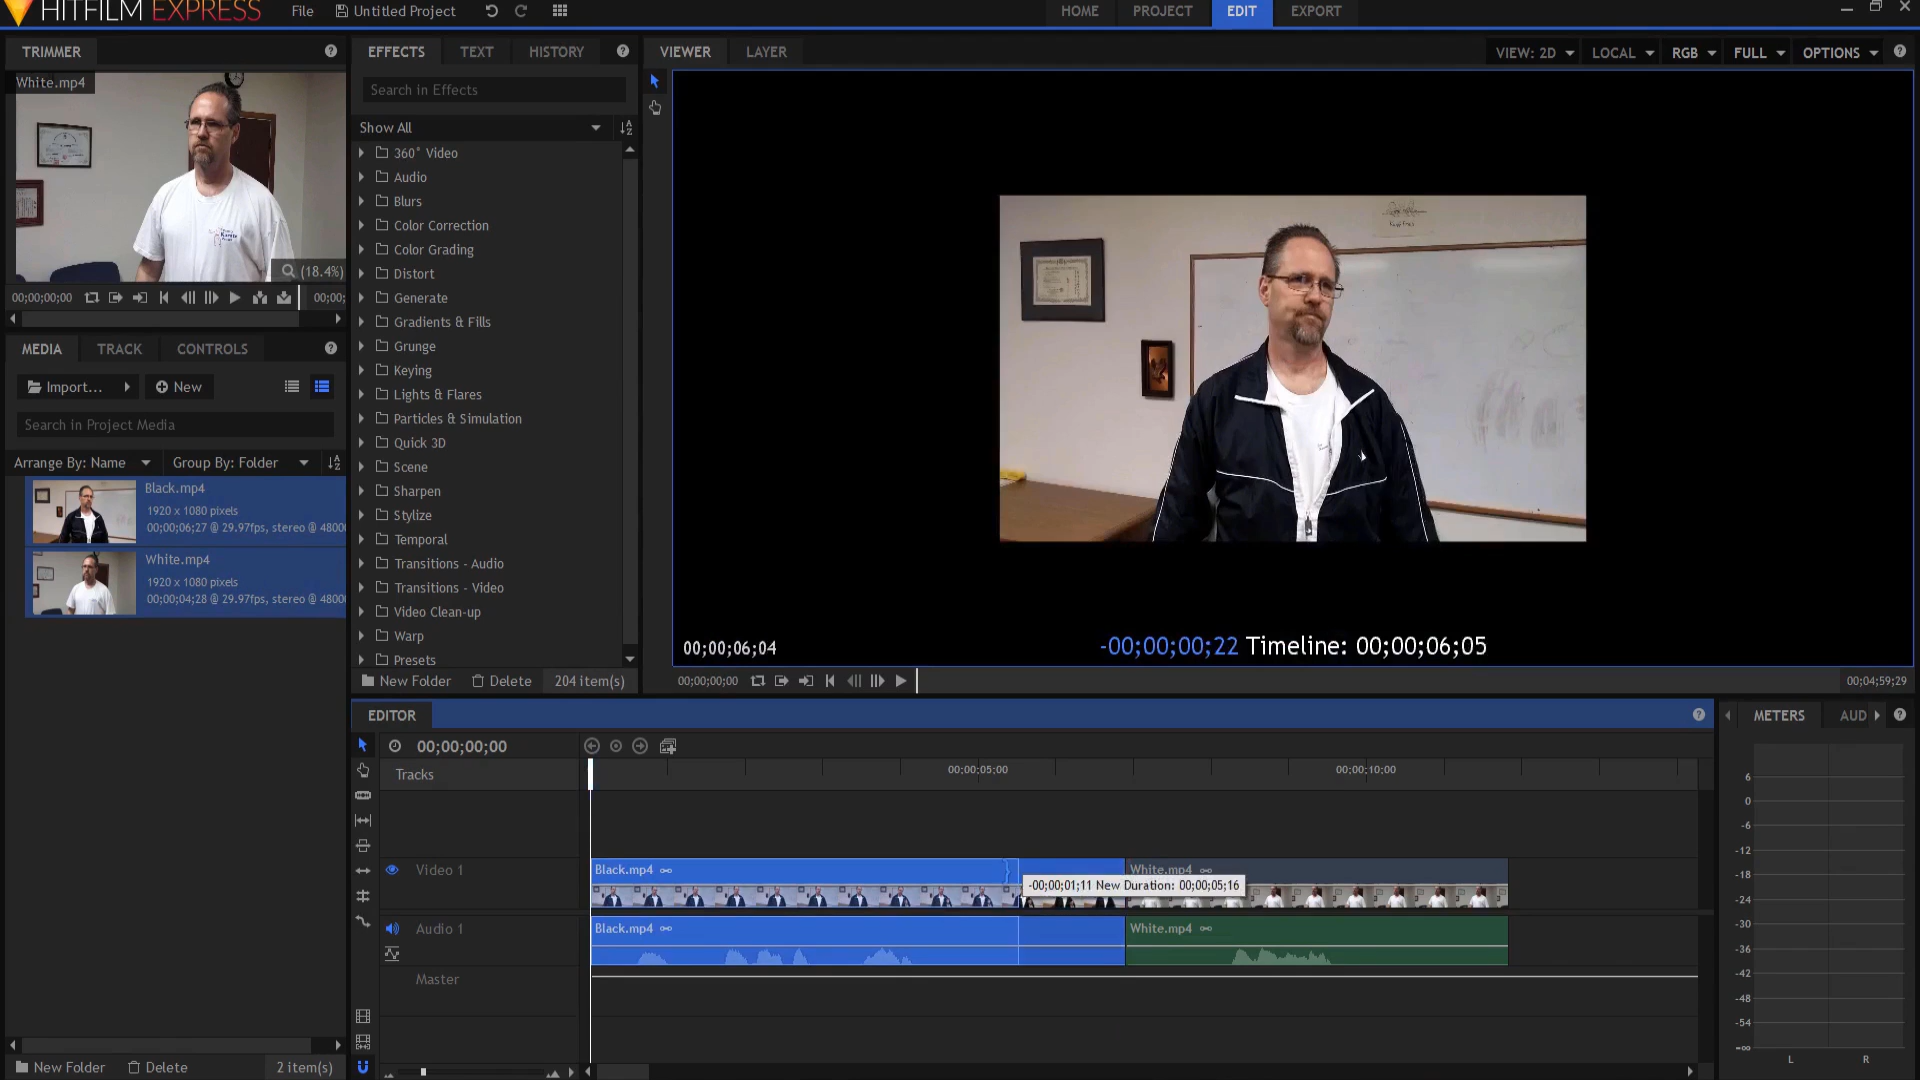 HITFILM EXPRESS
File
Untitled Project
HOME
PROJECT
EDIT
EXPORT
TRIMMER
EFFECTS
TEXT
HISTORY
VIEWER
LAYER
VIEW: 2D
LOCAL
RGB
FULL
OPTIONS
White.mp4
(18.4%)
00;00;00;00
00;00;
Search in Effects
Show All
360° Video
Audio
Blurs
Color Correction
Color Grading
Distort
Generate
Gradients & Fills
Grunge
Keying
Lights & Flares
Particles & Simulation
Quick 3D
Scene
Sharpen
Stylize
Temporal
Transitions - Audio
Transitions - Video
Video Clean-up
Warp
Presets
New Folder
Delete
204 item(s)
MEDIA
TRACK
CONTROLS
Import...
New
Search in Project Media
Arrange By: Name
Group By: Folder
Black.mp4
1920 x 1080 pixels
00;00;06;27 @ 29.97fps, stereo @ 4800
White.mp4
1920 x 1080 pixels
00;00;04;28 @ 29.97fps, stereo @ 4800
New Folder
Delete
2 item(s)
00;00;06;04
-00;00;00;22 Timeline: 00;00;06;05
00;00;00;00
00;04;59;29
EDITOR
00;00;00;00
Tracks
00;00;05;00
00;00;10;00
Video 1
Black.mp4
White.mp4
-00;00;01;11 New Duration: 00;00;05;16
Audio 1
Black.mp4
White.mp4
Master
METERS
AUD
6
0
-6
-12
-18
-24
-30
-36
-42
-48
-54
-∞
L
R